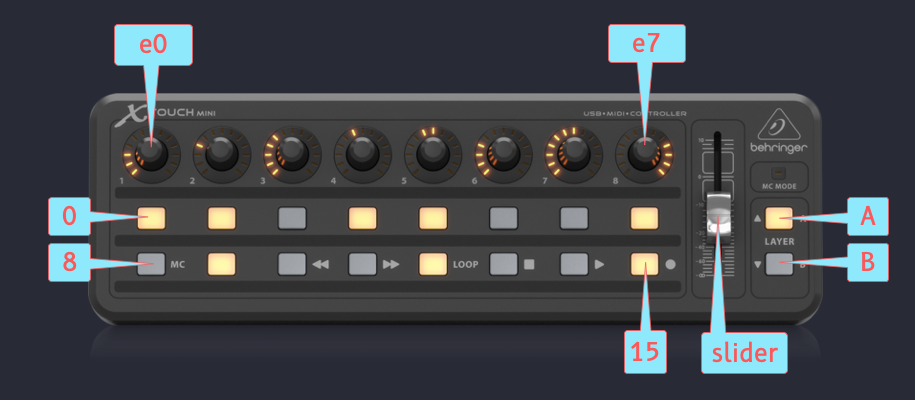 e0
e7
X TOUCH MINI
USB•MIDI•CONTROLLER
behringer
1
2
3
4
5
6
7
8
MC MODE
0
A
LAYER
8
MC
LOOP
B
15
slider